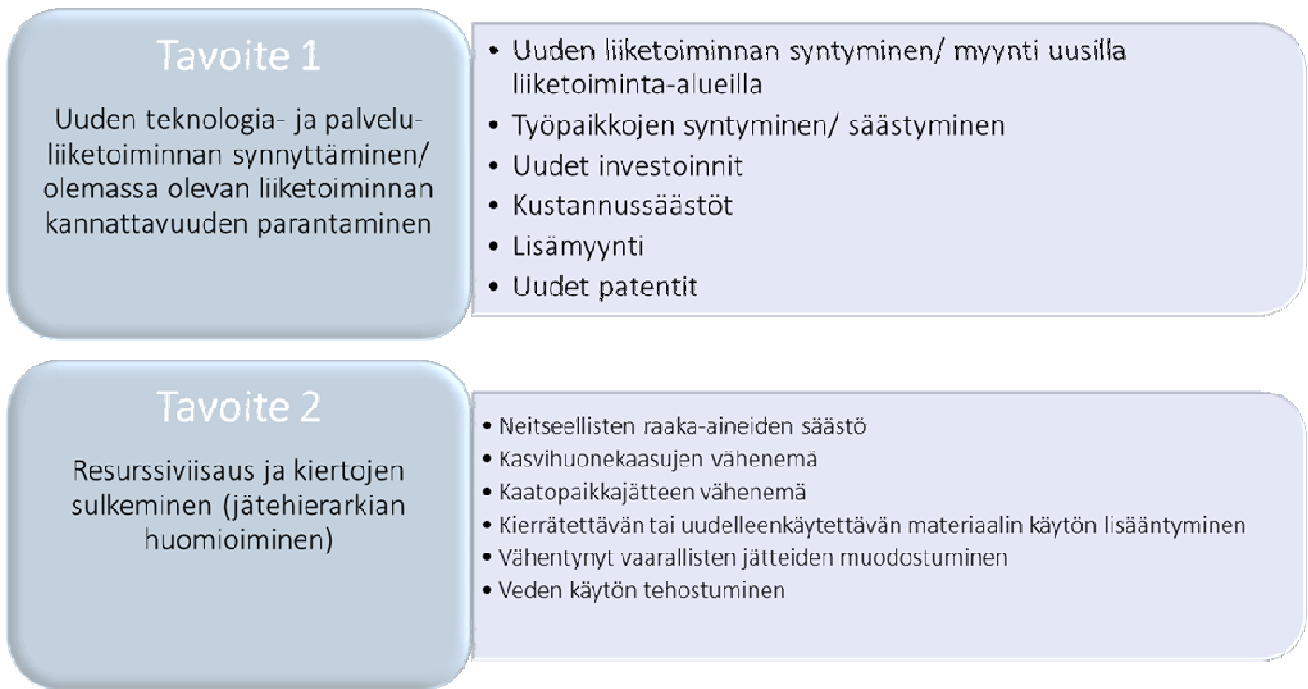 Tavoite 1
Uuden teknologia- ja palvelu-
liiketoiminnan synnyttäminen/
olemassa olevan liiketoiminnan
kannattavuuden parantaminen
• Uuden liiketoiminnan syntyminen/ myynti uusilla
liiketoiminta-alueilla
• Työpaikkojen syntyminen/ säästyminen
• Uudet investoinnit
• Kustannussäästöt
• Lisämyynti
• Uudet patentit
Tavoite 2
Resurssiviisaus ja kiertojen
sulkeminen (jätehierarkian
huomioiminen)
• Neitseellisten raaka-aineiden säästö
• Kasvihuonekaasujen vähenemä
• Kaatopaikkajätteen vähenemä
• Kierrätettävän tai uudelleenkäytettävän materiaalin käytön lisääntyminen
• Vähentynyt vaarallisten jätteiden muodostuminen
• Veden käytön tehostuminen